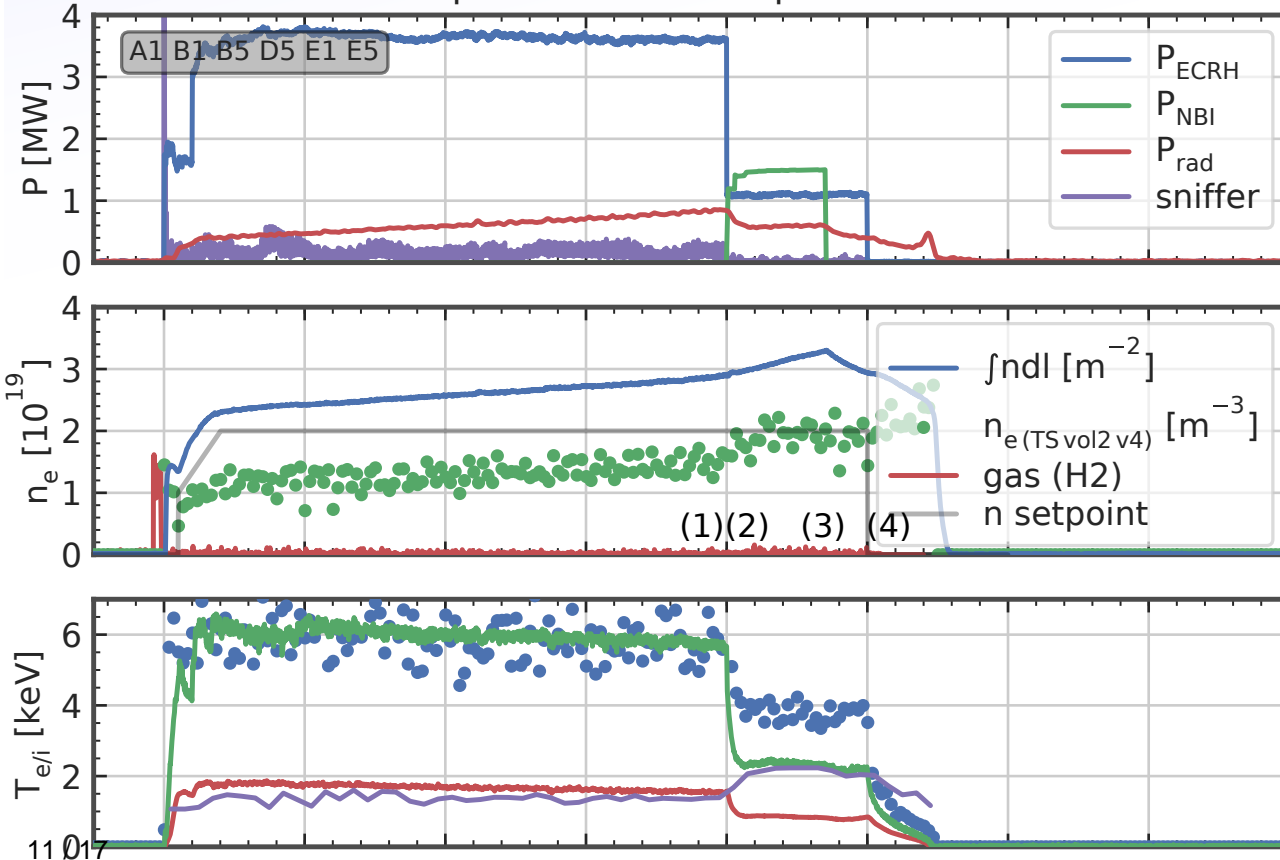 4
3
2
1
0
P [MW]
A1 B1 B5 D5 E1 E5
P_ECRH
P_NBI
P_rad
sniffer
4
3
2
1
0
n_e [10^19]
∫ndl [m^−2]
n_e (TS vol2 v4) [m^−3]
gas (H2)
n setpoint
(1)(2) (3) (4)
6
4
2
0
T_e/i [keV]